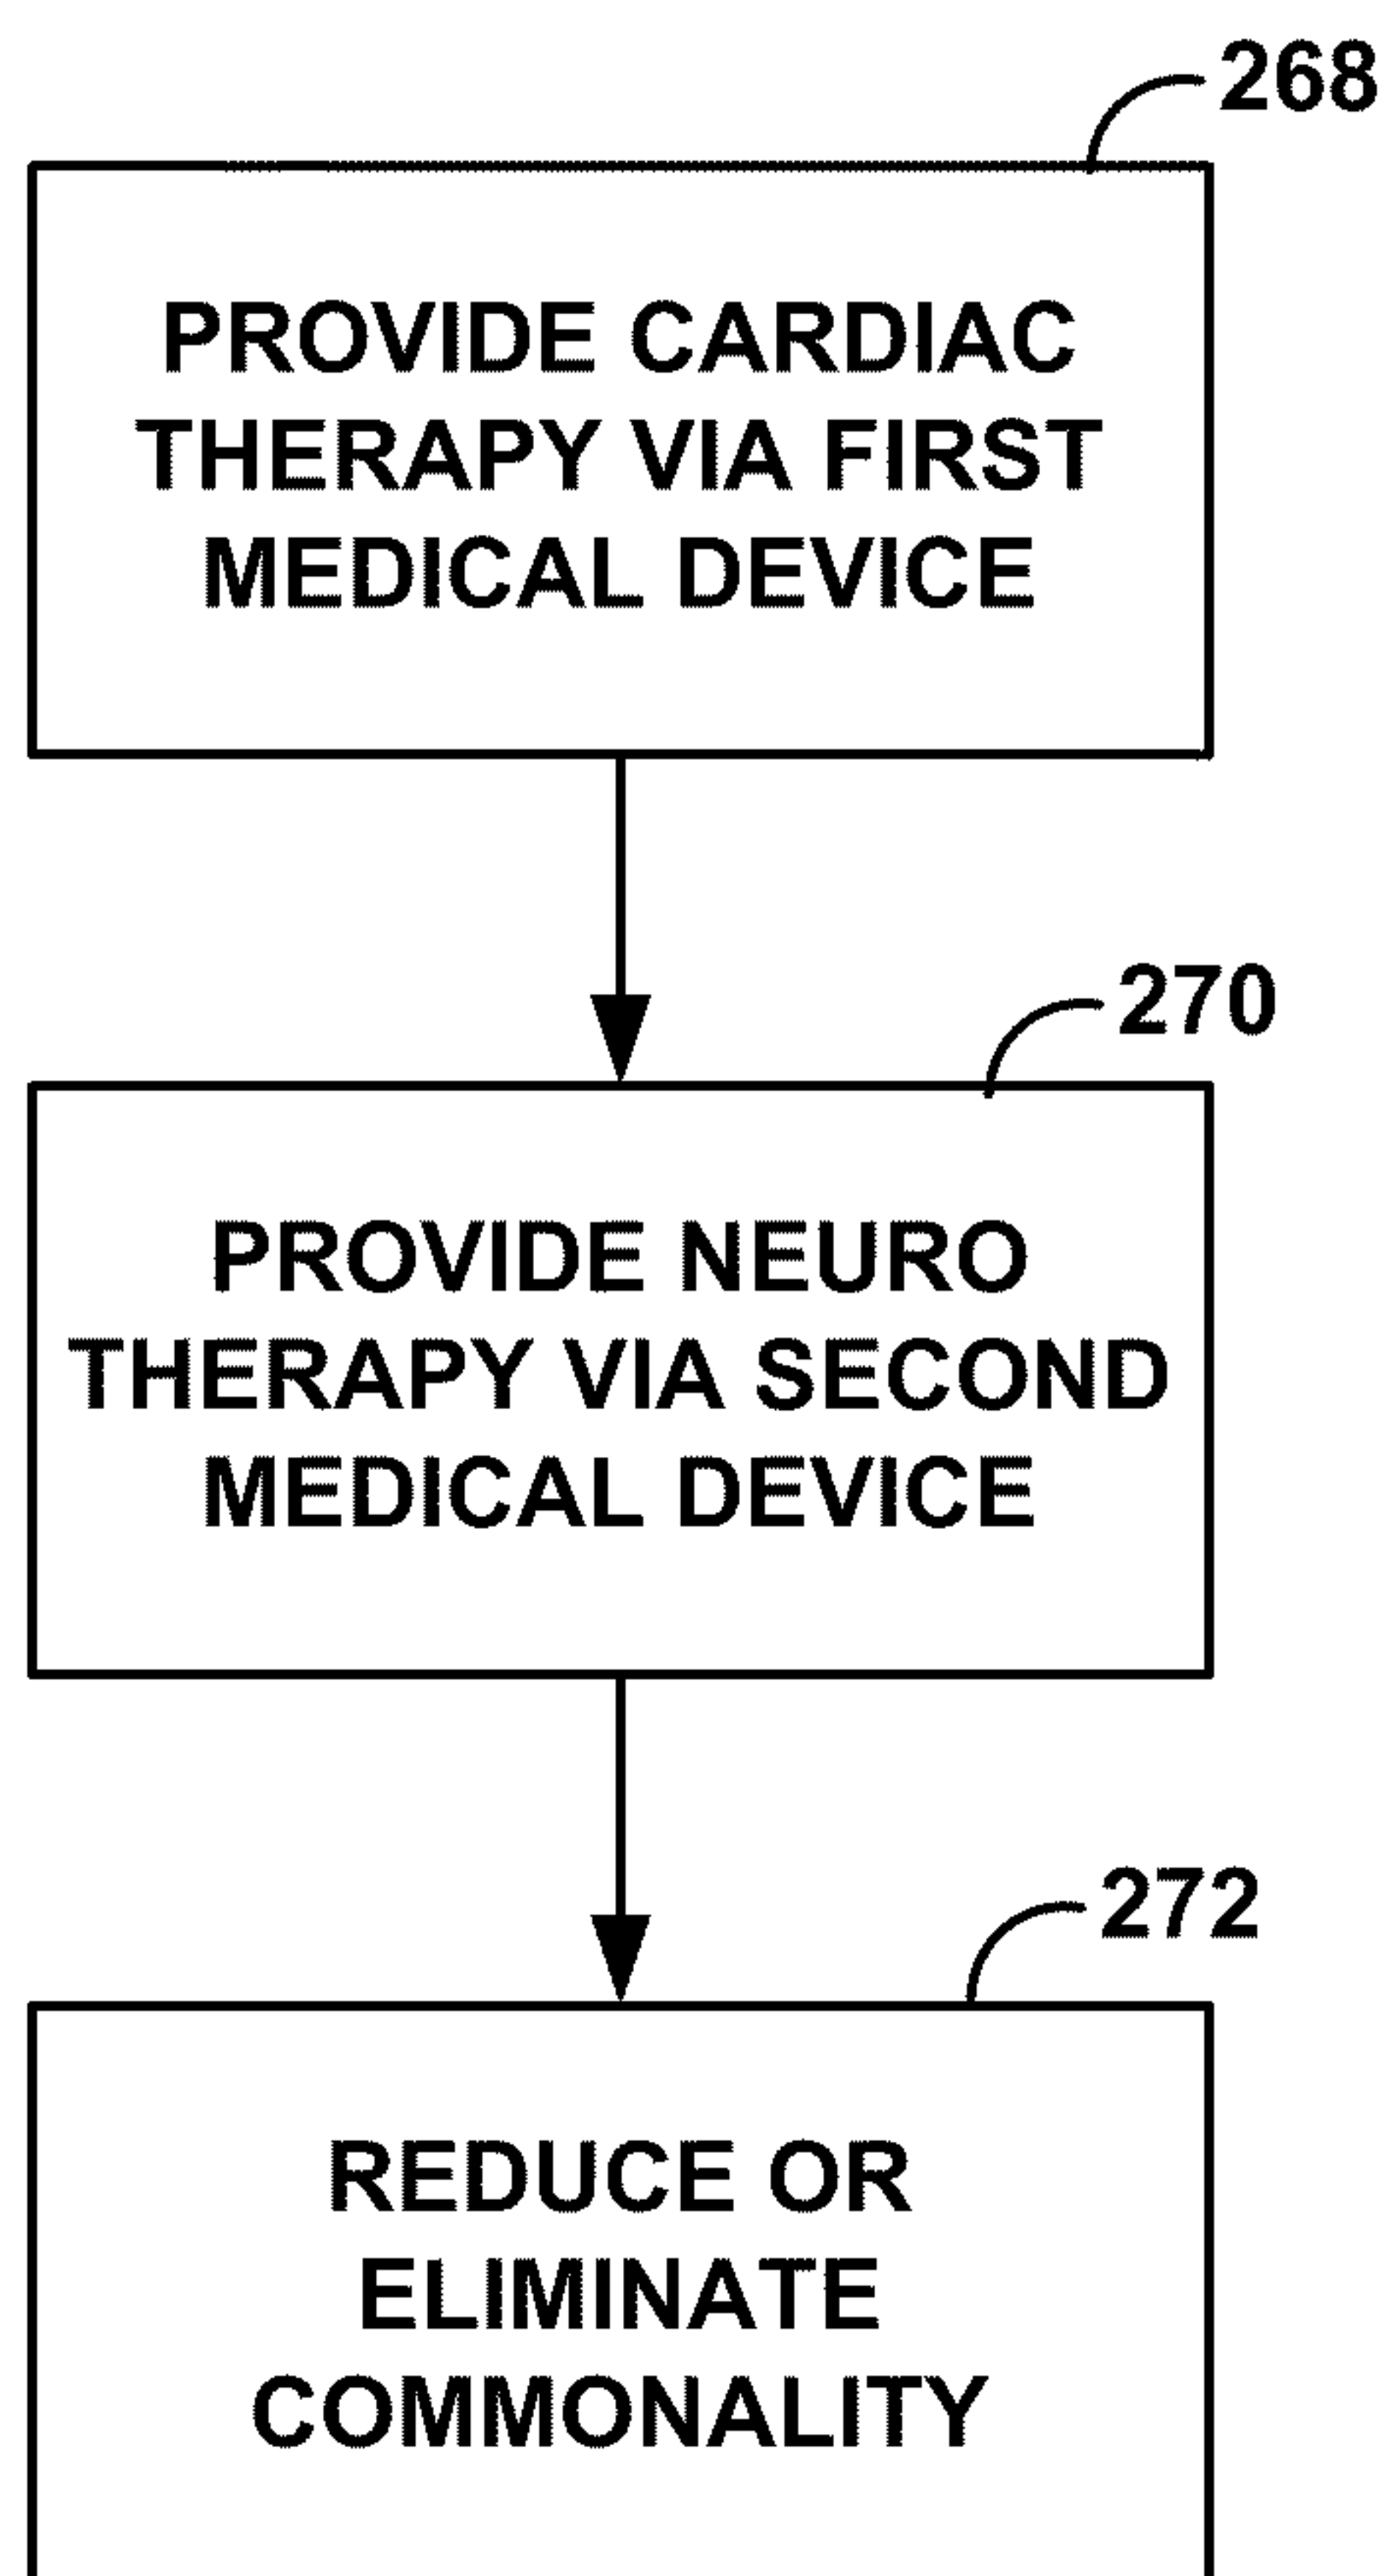 268
PROVIDE CARDIAC
THERAPY VIA FIRST
MEDICAL DEVICE
270
PROVIDE NEURO
THERAPY VIA SECOND
MEDICAL DEVICE
272
REDUCE OR
ELIMINATE
COMMONALITY